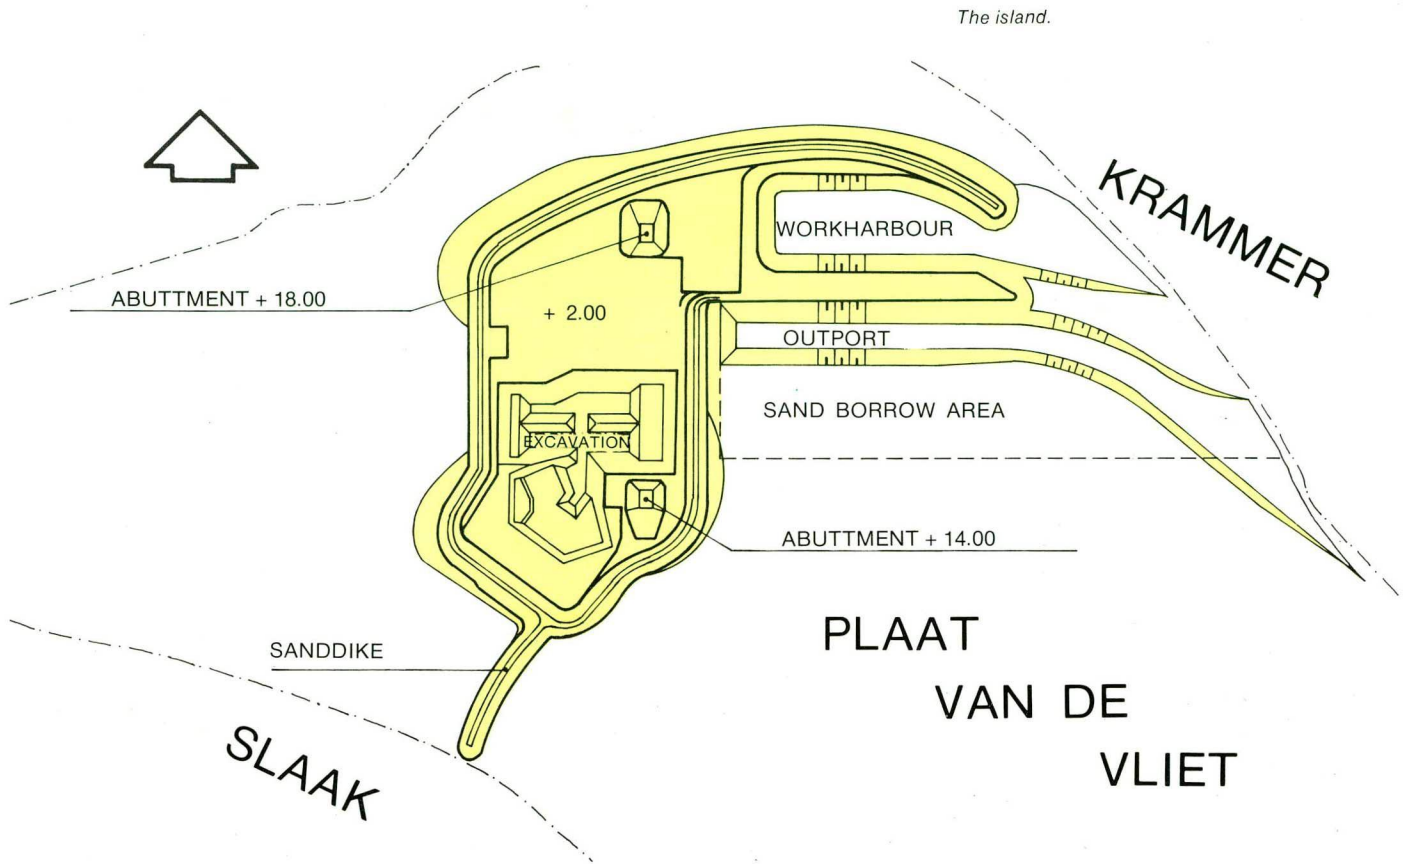 The island.
KRAMMER
WORKHARBOUR
ABUTTMENT + 18.00
+ 2.00
OUTPORT
SAND BORROW AREA
EXCAVATION
ABUTTMENT + 14.00
PLAAT
SANDDIKE
VAN DE
SLAAK
VLIET